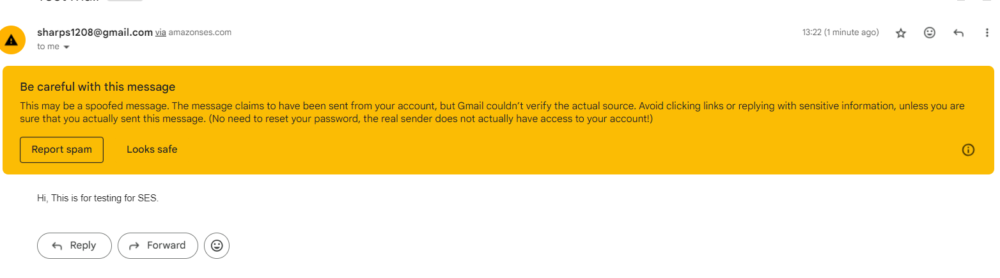 sharps1208@gmail.com via amazonses.com
13:22 (1 minute ago)
to me
Be careful with this message
This may be a spoofed message. The message claims to have been sent from your account, but Gmail couldn’t verify the actual source. Avoid clicking links or replying with sensitive information, unless you are
sure that you actually sent this message. (No need to reset your password, the real sender does not actually have access to your account!)
Report spam
Looks safe
Hi, This is for testing for SES.
Reply
Forward